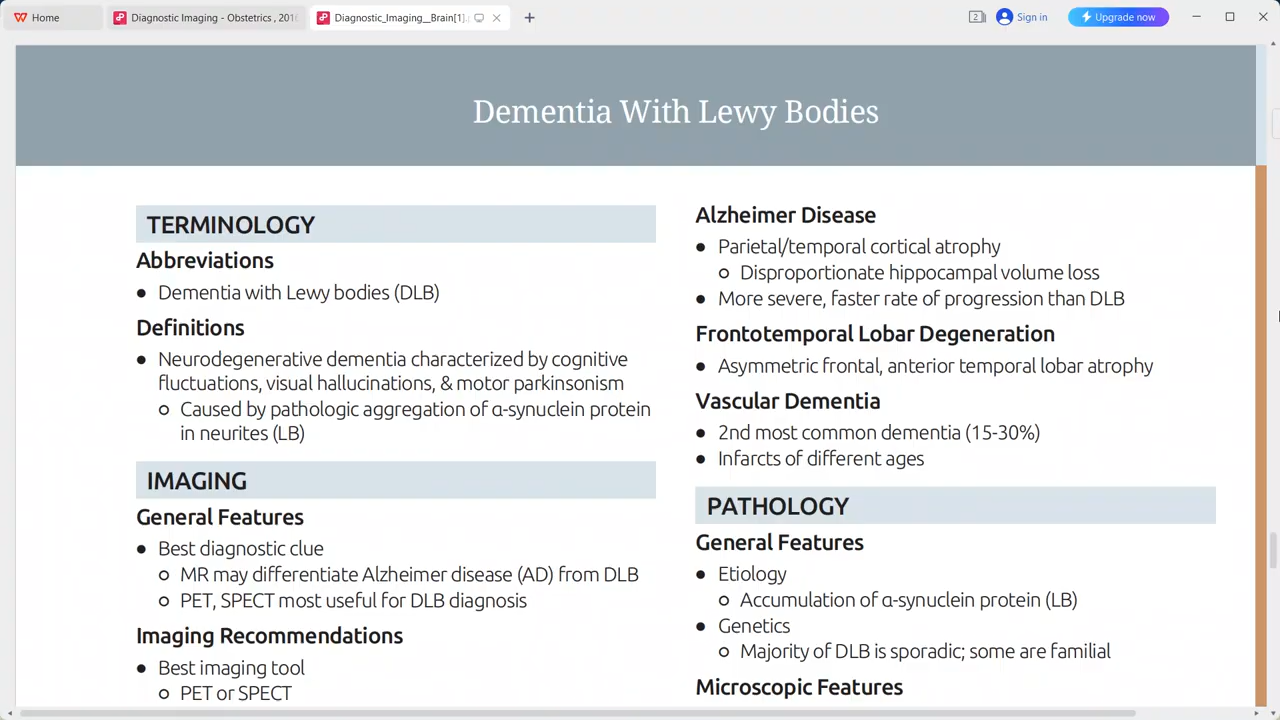 Home
Diagnostic Imaging - Obstetrics , 201
Diagnostic_Imaging__Brain[1].
2
Sign in
Upgrade now
Dementia With Lewy Bodies
TERMINOLOGY
Abbreviations
● Dementia with Lewy bodies (DLB)
Definitions
● Neurodegenerative dementia characterized by cognitive
fluctuations, visual hallucinations, & motor parkinsonism
○ Caused by pathologic aggregation of α-synuclein protein
in neurites (LB)
IMAGING
General Features
● Best diagnostic clue
○ MR may differentiate Alzheimer disease (AD) from DLB
○ PET, SPECT most useful for DLB diagnosis
Imaging Recommendations
● Best imaging tool
○ PET or SPECT
Alzheimer Disease
● Parietal/temporal cortical atrophy
○ Disproportionate hippocampal volume loss
● More severe, faster rate of progression than DLB
Frontotemporal Lobar Degeneration
● Asymmetric frontal, anterior temporal lobar atrophy
Vascular Dementia
● 2nd most common dementia (15-30%)
● Infarcts of different ages
PATHOLOGY
General Features
● Etiology
○ Accumulation of α-synuclein protein (LB)
● Genetics
○ Majority of DLB is sporadic; some are familial
Microscopic Features